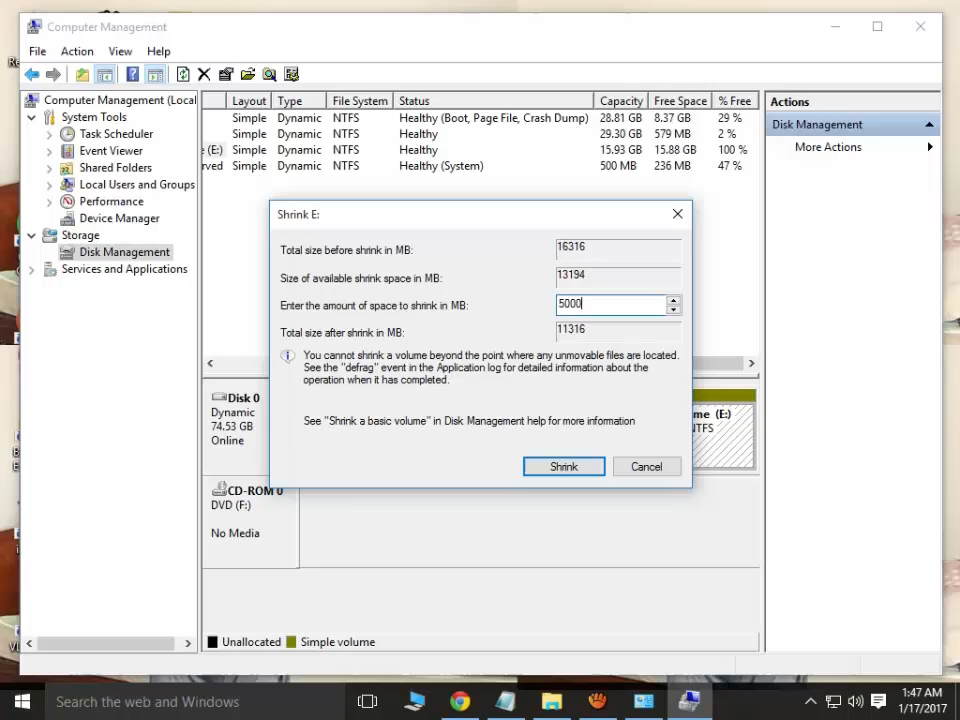 Computer Management
File Action View Help
Computer Management (Local
System Tools
Task Scheduler
Event Viewer
Shared Folders
Local Users and Groups
Performance
Device Manager
Storage
Disk Management
Services and Applications
Layout Type File System Status Capacity Free Space % Free
Simple Dynamic NTFS Healthy (Boot, Page File, Crash Dump) 28.81 GB 8.37 GB 29 %
Simple Dynamic NTFS Healthy 29.30 GB 579 MB 2 %
e (E:) Simple Dynamic NTFS Healthy 15.93 GB 15.88 GB 100 %
rved Simple Dynamic NTFS Healthy (System) 500 MB 236 MB 47 %
Actions
Disk Management
More Actions
Shrink E:
Total size before shrink in MB: 16316
Size of available shrink space in MB: 13194
Enter the amount of space to shrink in MB: 5000
Total size after shrink in MB: 11316
You cannot shrink a volume beyond the point where any unmovable files are located.
See the "defrag" event in the Application log for detailed information about the
operation when it has completed.
See "Shrink a basic volume" in Disk Management help for more information
Shrink Cancel
Disk 0
Dynamic
74.53 GB
Online
me (E:)
NTFS
CD-ROM 0
DVD (F:)
No Media
Unallocated Simple volume
Search the web and Windows
1:47 AM
1/17/2017